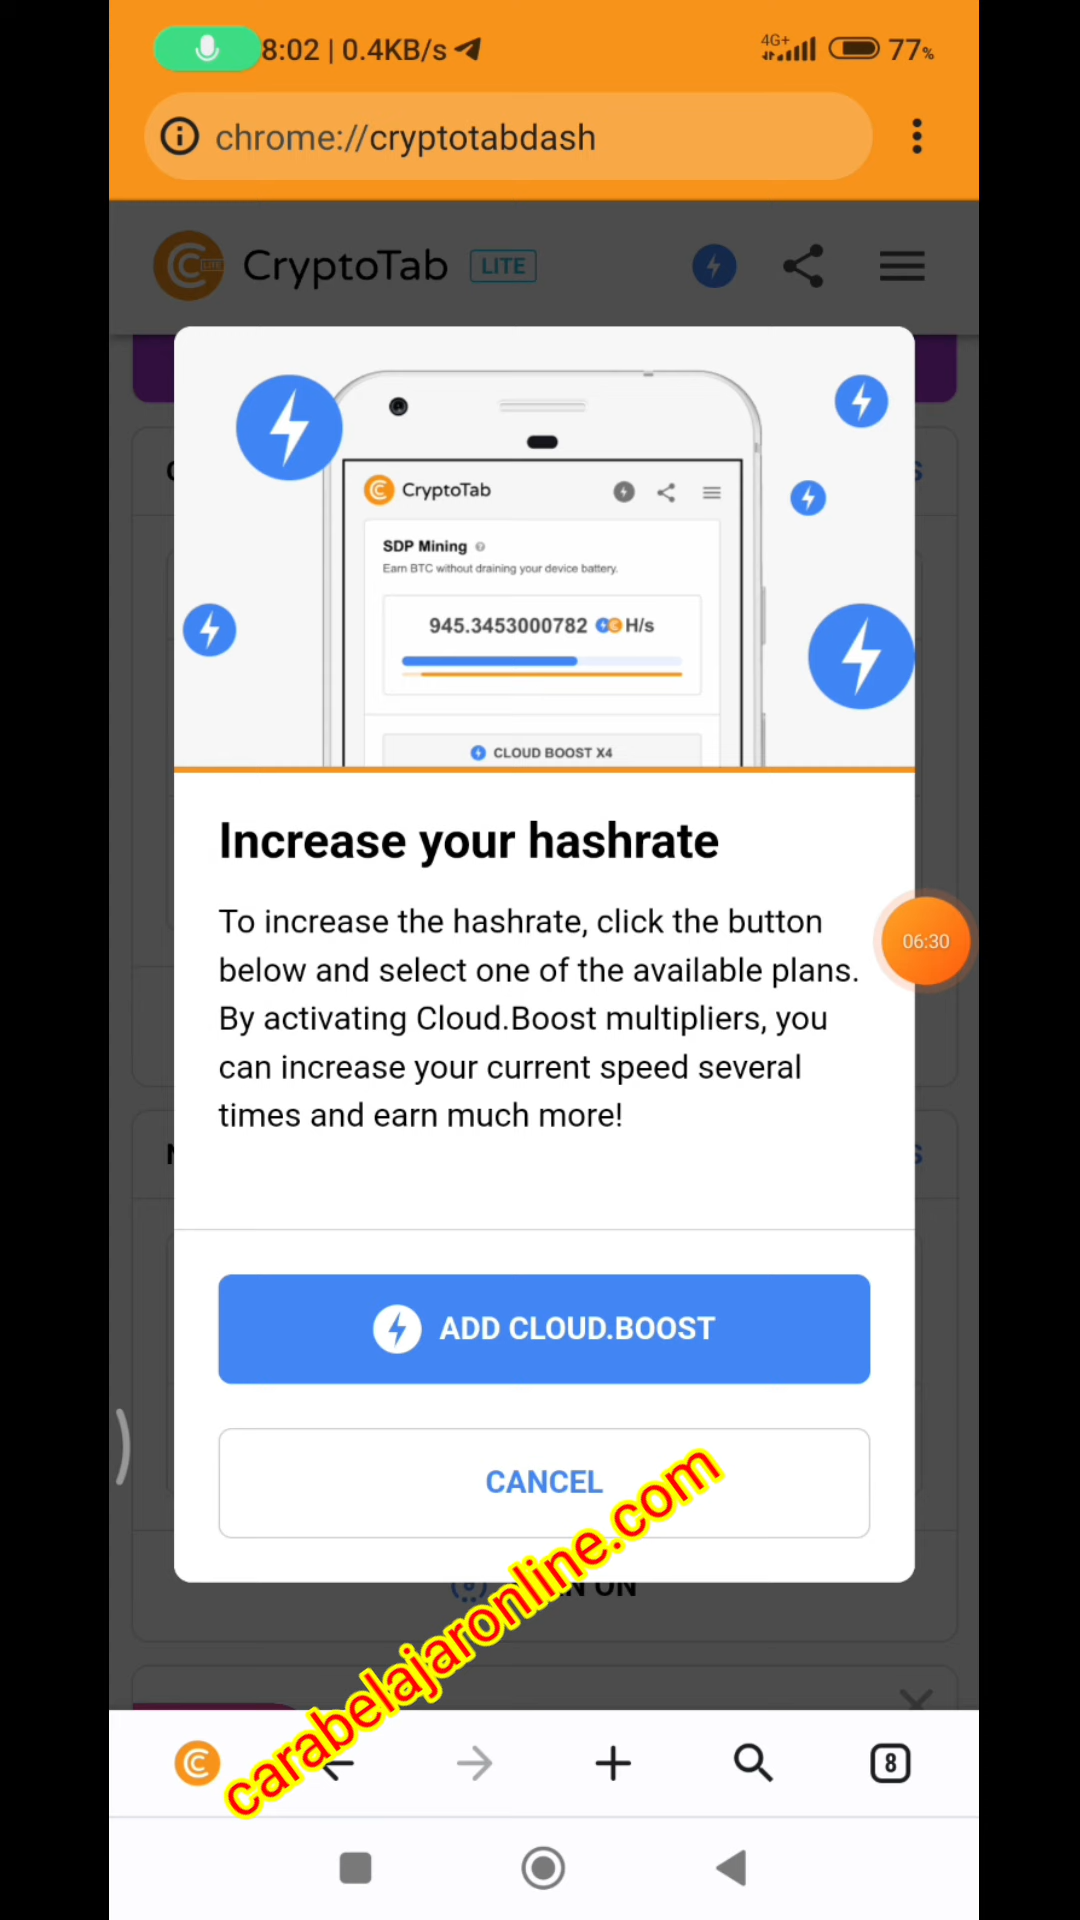 8:02 | 0.4KB/s
4G+
77%
chrome://cryptotabdash
CryptoTab LITE
CryptoTab
SDP Mining
Earn BTC without draining your device battery.
945.3453000782 H/s
CLOUD BOOST X4
Increase your hashrate
To increase the hashrate, click the button
below and select one of the available plans.
By activating Cloud.Boost multipliers, you
can increase your current speed several
times and earn much more!
06:30
ADD CLOUD.BOOST
CANCEL
ON
carabelajaronline.com
8